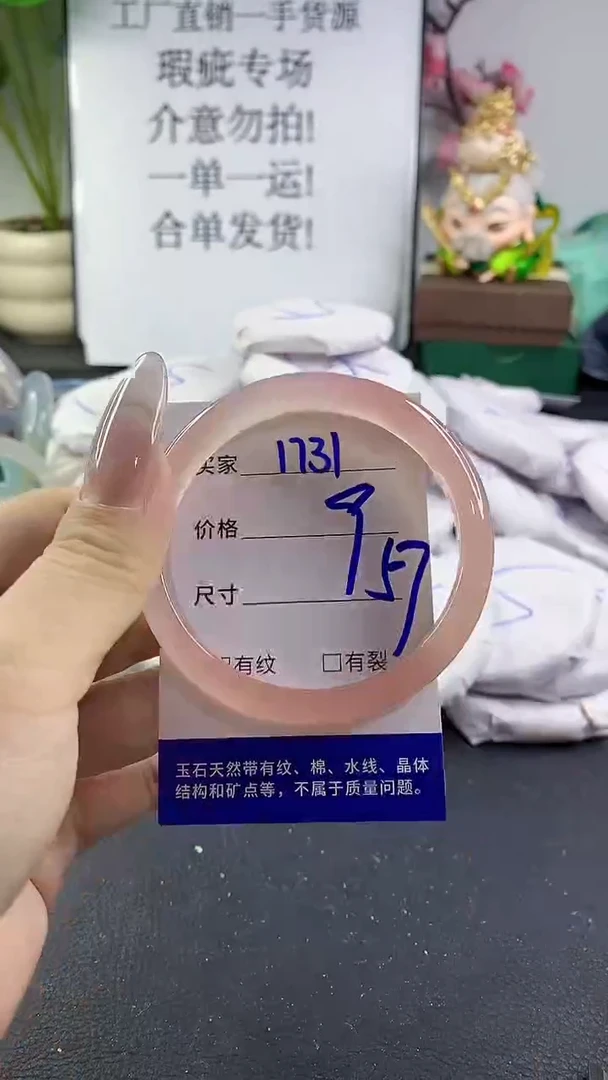 工厂直销一手货源
瑕疵专场
介意勿拍!
一单一运!
合单发货!
买家 1731
价格 9
尺寸 57
□有纹 □有裂
玉石天然带有纹、棉、水线、晶体
结构和矿点等，不属于质量问题。